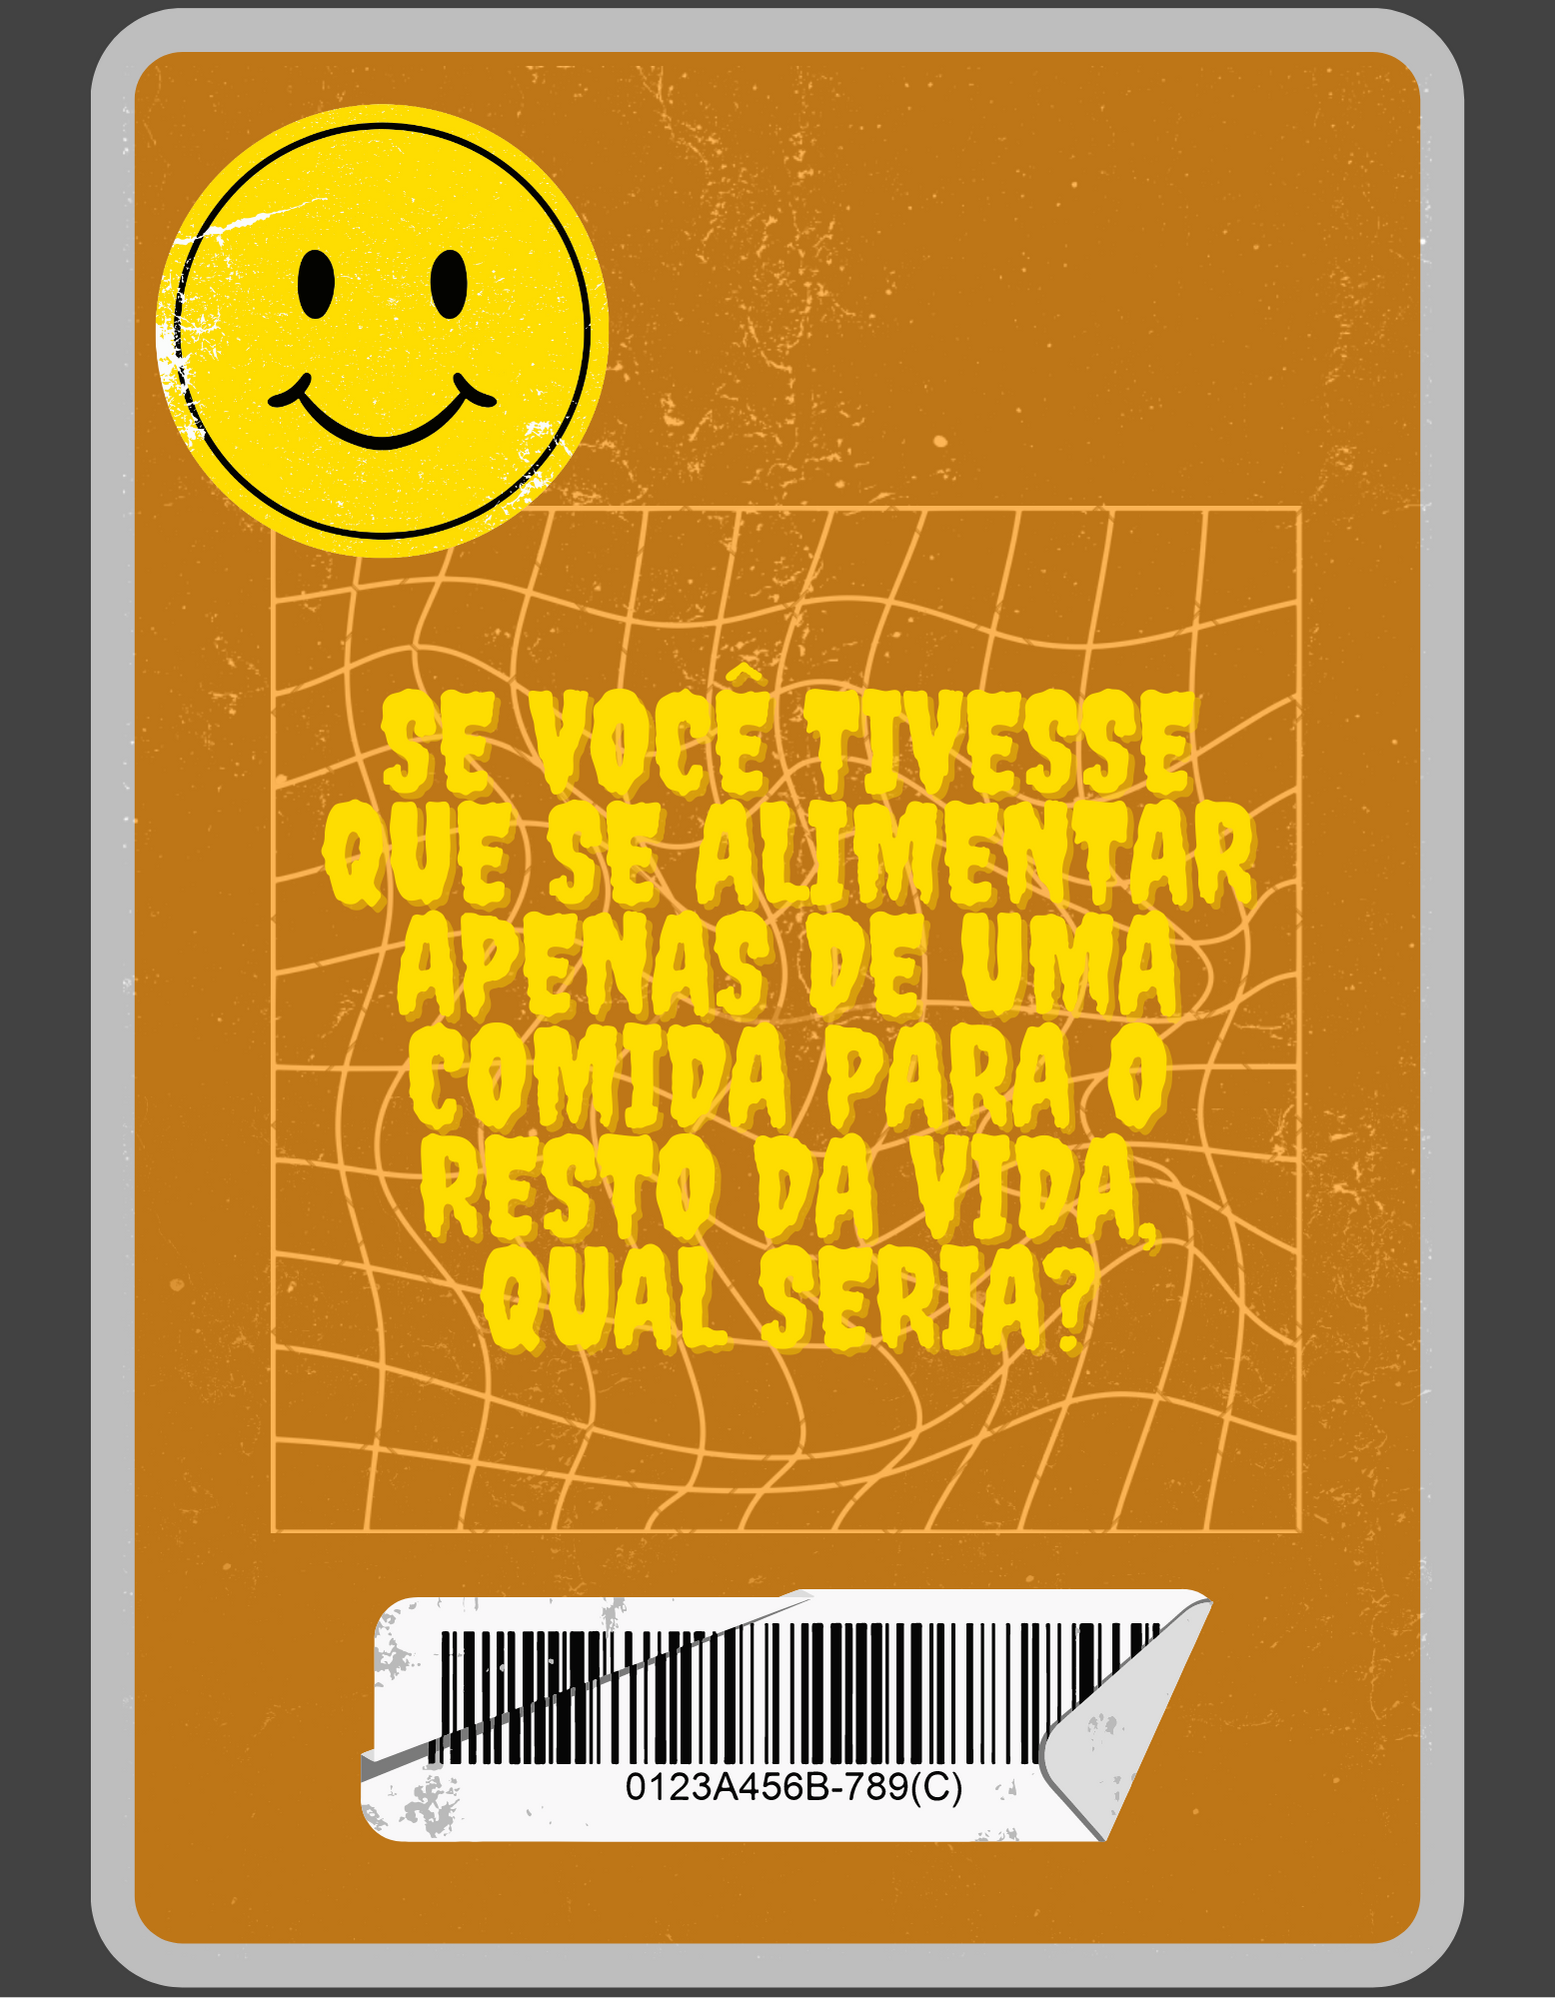 SE VOCÊ TIVESSE
QUE SE ALIMENTAR
APENAS DE UMA
COMIDA PARA O
RESTO DA VIDA,
QUAL SERIA?
0123A456B-789(C)